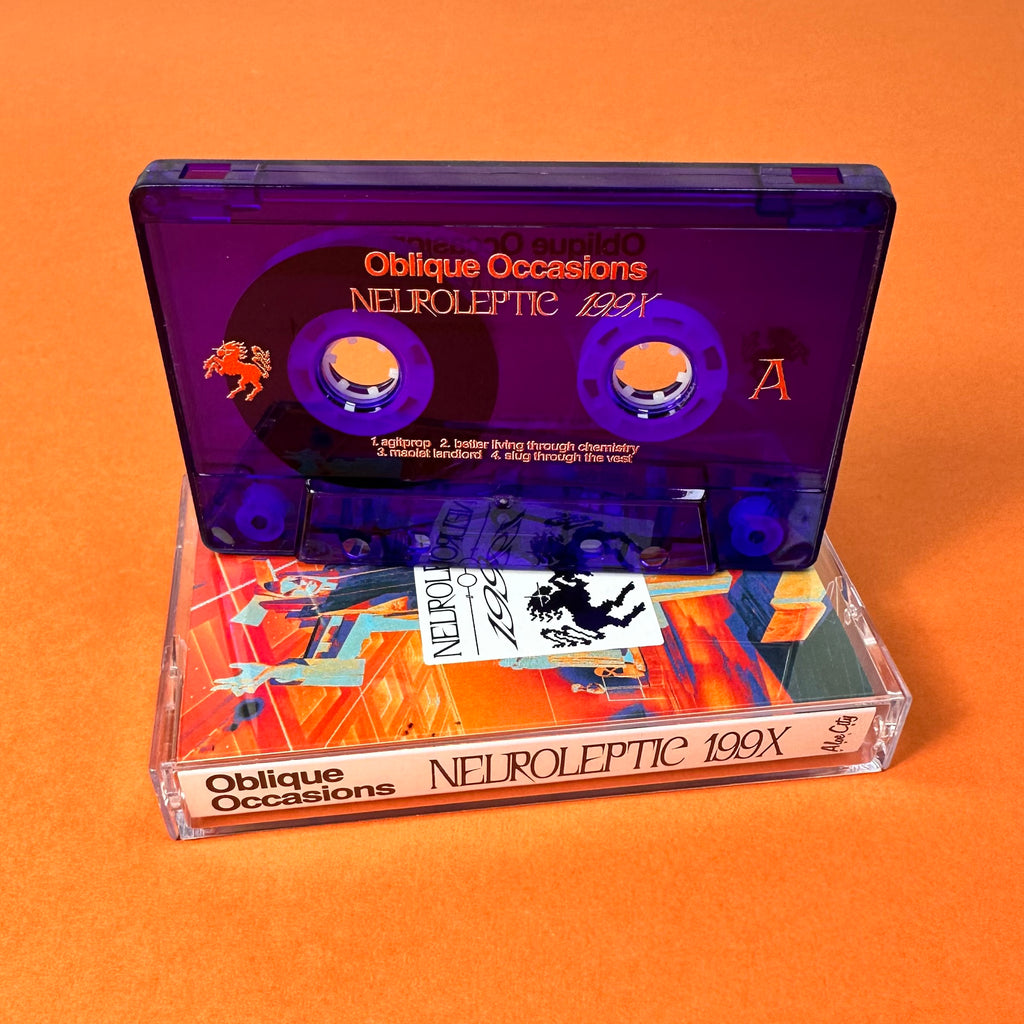 Oblique Occasions
NEUROLEPTIC 199X
A
1. agitprop 2. better living through chemistry
3. maoist landlord 4. slug through the vest
NEUROLEPTIC
199X
Oblique
Occasions
NEUROLEPTIC 199X
Aloe City